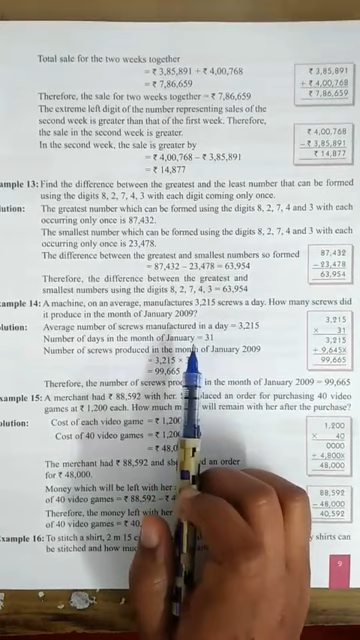 Total sale for the two weeks together
= ₹ 3,85,891 + ₹ 4,00,768
= ₹ 7,86,659
Therefore, the sale for two weeks together = ₹ 7,86,659
₹ 3,85,891
+ ₹ 4,00,768
₹ 7,86,659
The extreme left digit of the number representing sales of the
second week is greater than that of the first week. Therefore,
the sale in the second week is greater.
In the second week, the sale is greater by
= ₹ 4,00,768 − ₹ 3,85,891
= ₹ 14,877
₹ 4,00,768
− ₹ 3,85,891
₹ 14,877
ample 13: Find the difference between the greatest and the least number that can be formed
using the digits 8, 2, 7, 4, 3 with each digit coming only once.
lution: The greatest number which can be formed using the digits 8, 2, 7, 4 and 3 with each
occurring only once is 87,432.
The smallest number which can be formed using the digits 8, 2, 7, 4 and 3 with each
occurring only once is 23,478.
The difference between the greatest and smallest numbers so formed
= 87,432 − 23,478 = 63,954
Therefore, the difference between the greatest and
smallest numbers using 8, 2, 7, 4, 3 = 63,954
87,432
−23,478
63,954
ample 14: A machine, on an average, manufactures 3,215 screws a day. How many screws did
it produce in the month of January 2009?
lution: Average number of screws manufactured in a day = 3,215
Number of days in the month of January = 31
Number of screws produced in the month of January 2009
= 3,215 ×
= 99,665
Therefore, the number of screws in the month of January 2009 = 99,665
3,215
× 31
3,215
+ 9,645×
99,665
ample 15: A merchant had ₹ 88,592 with her. placed an order for purchasing 40 video
games at ₹ 1,200 each. How much will remain with her after the purchase?
olution: Cost of each video game = ₹ 1,200
Cost of 40 video games = ₹ 1,200
= ₹ 48,0
1,200
× 40
0000
+ 4,800×
48,000
The merchant had ₹ 88,592 and an order
for ₹ 48,000.
Money which will be left with her
of 40 video games = ₹ 88,592 − ₹
Therefore, the money left with her
of 40 video games = ₹ 40,
88,592
− 48,000
40,592
xample 16: To stitch a shirt, 2 m 15 shirts can
be stitched and how much
9